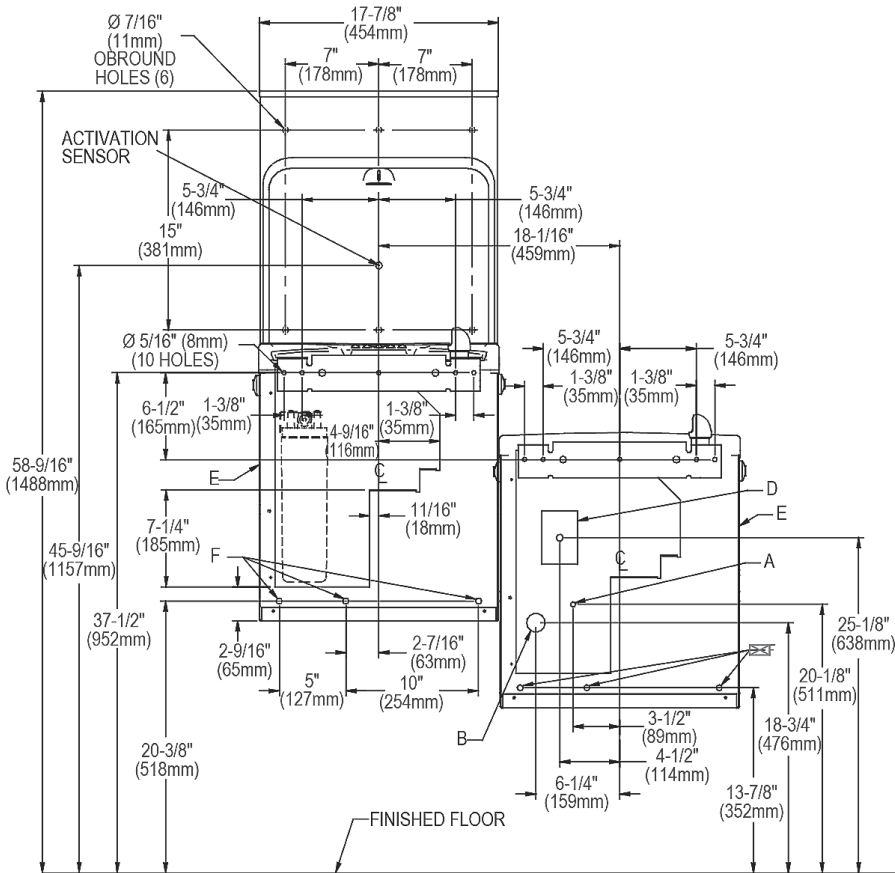 Ø 7/16"
(11mm)
OBROUND
HOLES (6)
17-7/8"
(454mm)
7"
(178mm)
7"
(178mm)
ACTIVATION
SENSOR
5-3/4"
(146mm)
5-3/4"
(146mm)
15"
(381mm)
18-1/16"
(459mm)
Ø 5/16" (8mm)
(10 HOLES)
5-3/4"
(146mm)
5-3/4"
(146mm)
1-3/8"
(35mm)
1-3/8"
(35mm)
6-1/2"
(165mm)
1-3/8"
(35mm)
4-9/16"
(116mm)
1-3/8"
(35mm)
58-9/16"
(1488mm)
E
CL
D
E
11/16"
(18mm)
7-1/4"
(185mm)
45-9/16"
(1157mm)
F
CL
A
37-1/2"
(952mm)
25-1/8"
(638mm)
2-9/16"
(65mm)
2-7/16"
(63mm)
F
20-1/8"
(511mm)
5"
(127mm)
10"
(254mm)
B
3-1/2"
(89mm)
18-3/4"
(476mm)
20-3/8"
(518mm)
4-1/2"
(114mm)
6-1/4"
(159mm)
13-7/8"
(352mm)
FINISHED FLOOR